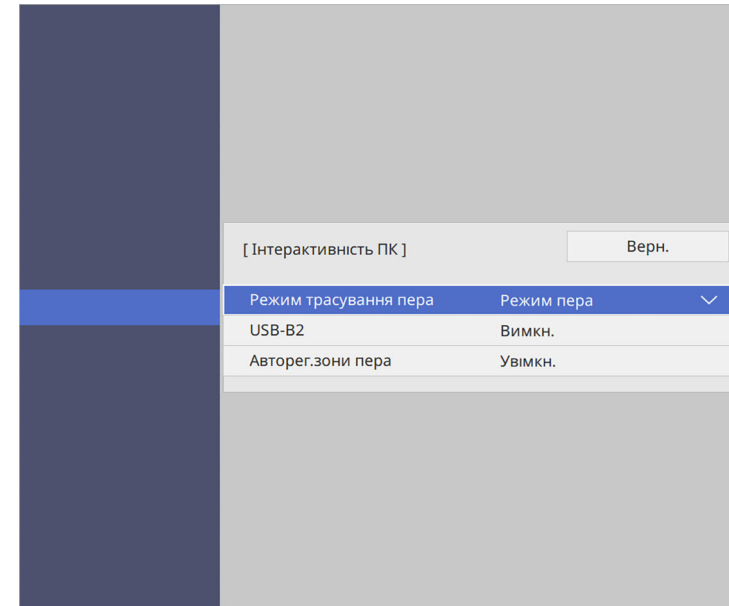 [ Інтерактивність ПК ]
Верн.
Режим трасування пера Режим пера
USB-B2 Вимкн.
Авторег.зони пера Увімкн.